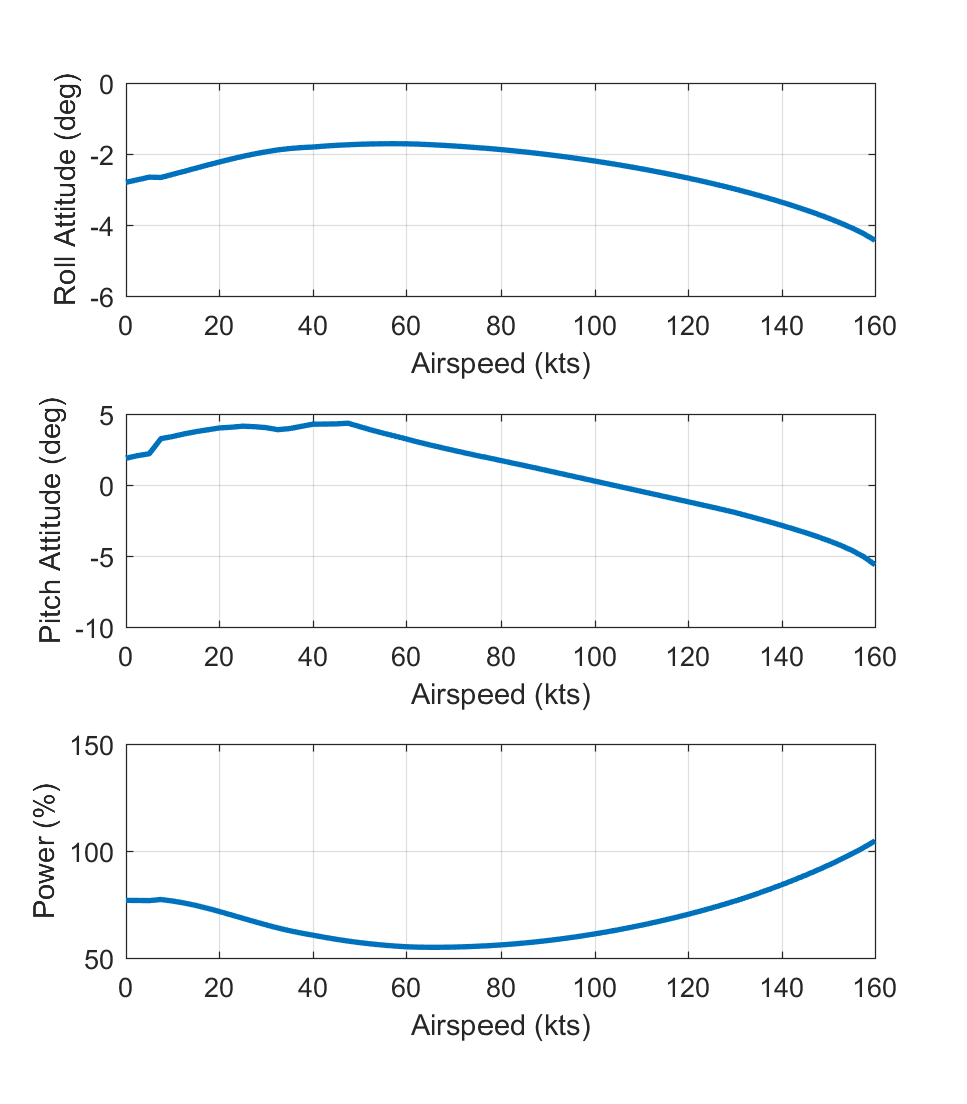 Roll Attitude (deg)
0
-2
-4
-6
0 20 40 60 80 100 120 140 160
Airspeed (kts)
Pitch Attitude (deg)
5
0
-5
-10
0 20 40 60 80 100 120 140 160
Airspeed (kts)
Power (%)
150
100
50
0 20 40 60 80 100 120 140 160
Airspeed (kts)